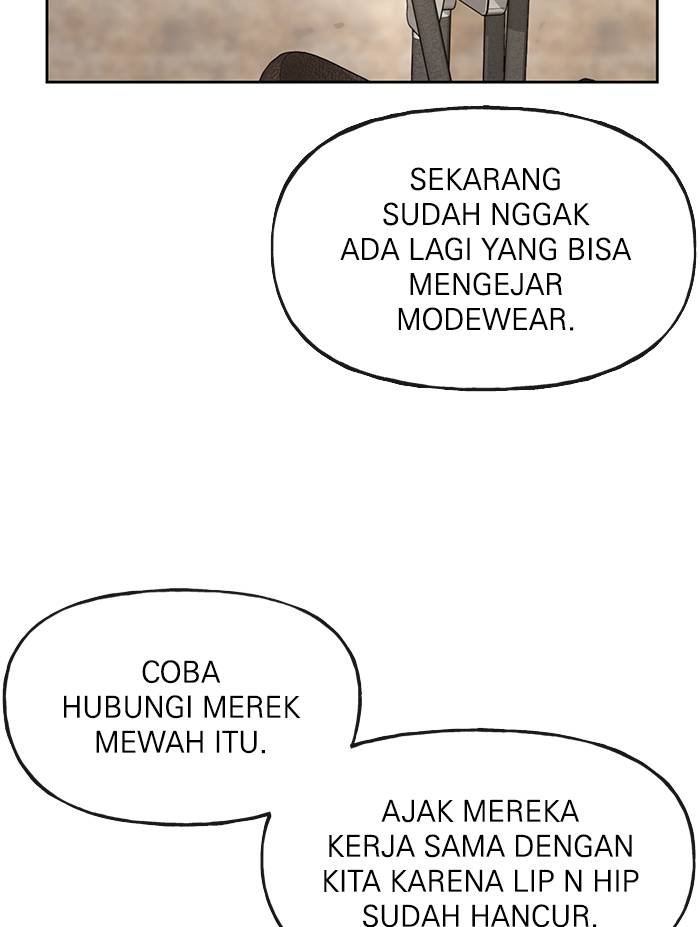 SEKARANG
SUDAH NGGAK
ADA LAGI YANG BISA
MENGEJAR
MODEWEAR.
COBA
HUBUNGI MEREK
MEWAH ITU.
AJAK MEREKA
KERJA SAMA DENGAN
KITA KARENA LIP N HIP
SUDAH HANCUR.